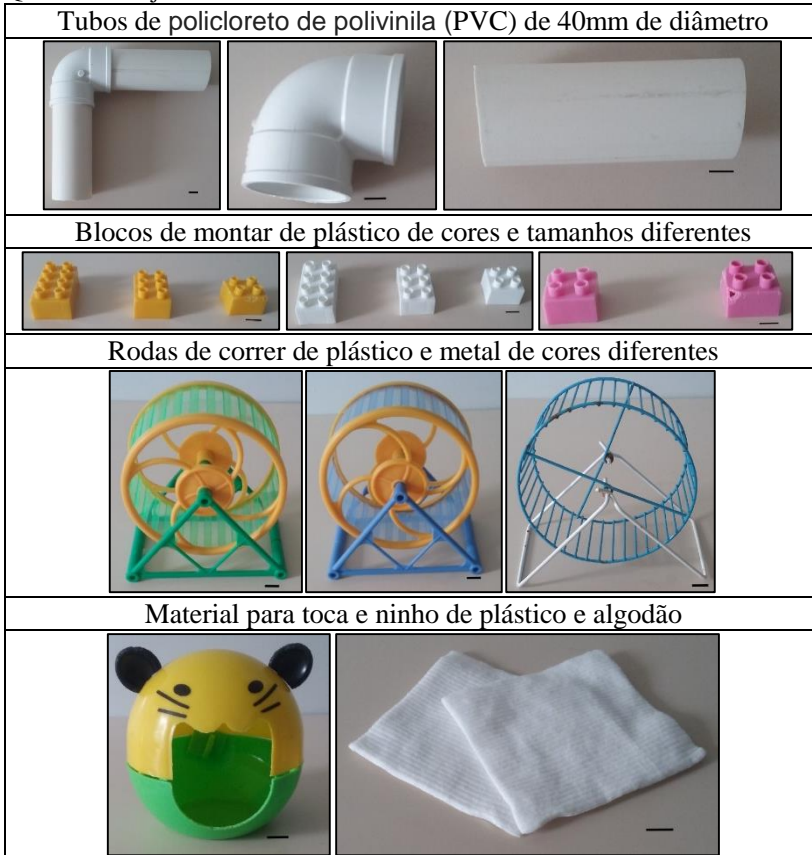 Tubos de policloreto de polivinila (PVC) de 40mm de diâmetro
Blocos de montar de plástico de cores e tamanhos diferentes
Rodas de correr de plástico e metal de cores diferentes
Material para toca e ninho de plástico e algodão